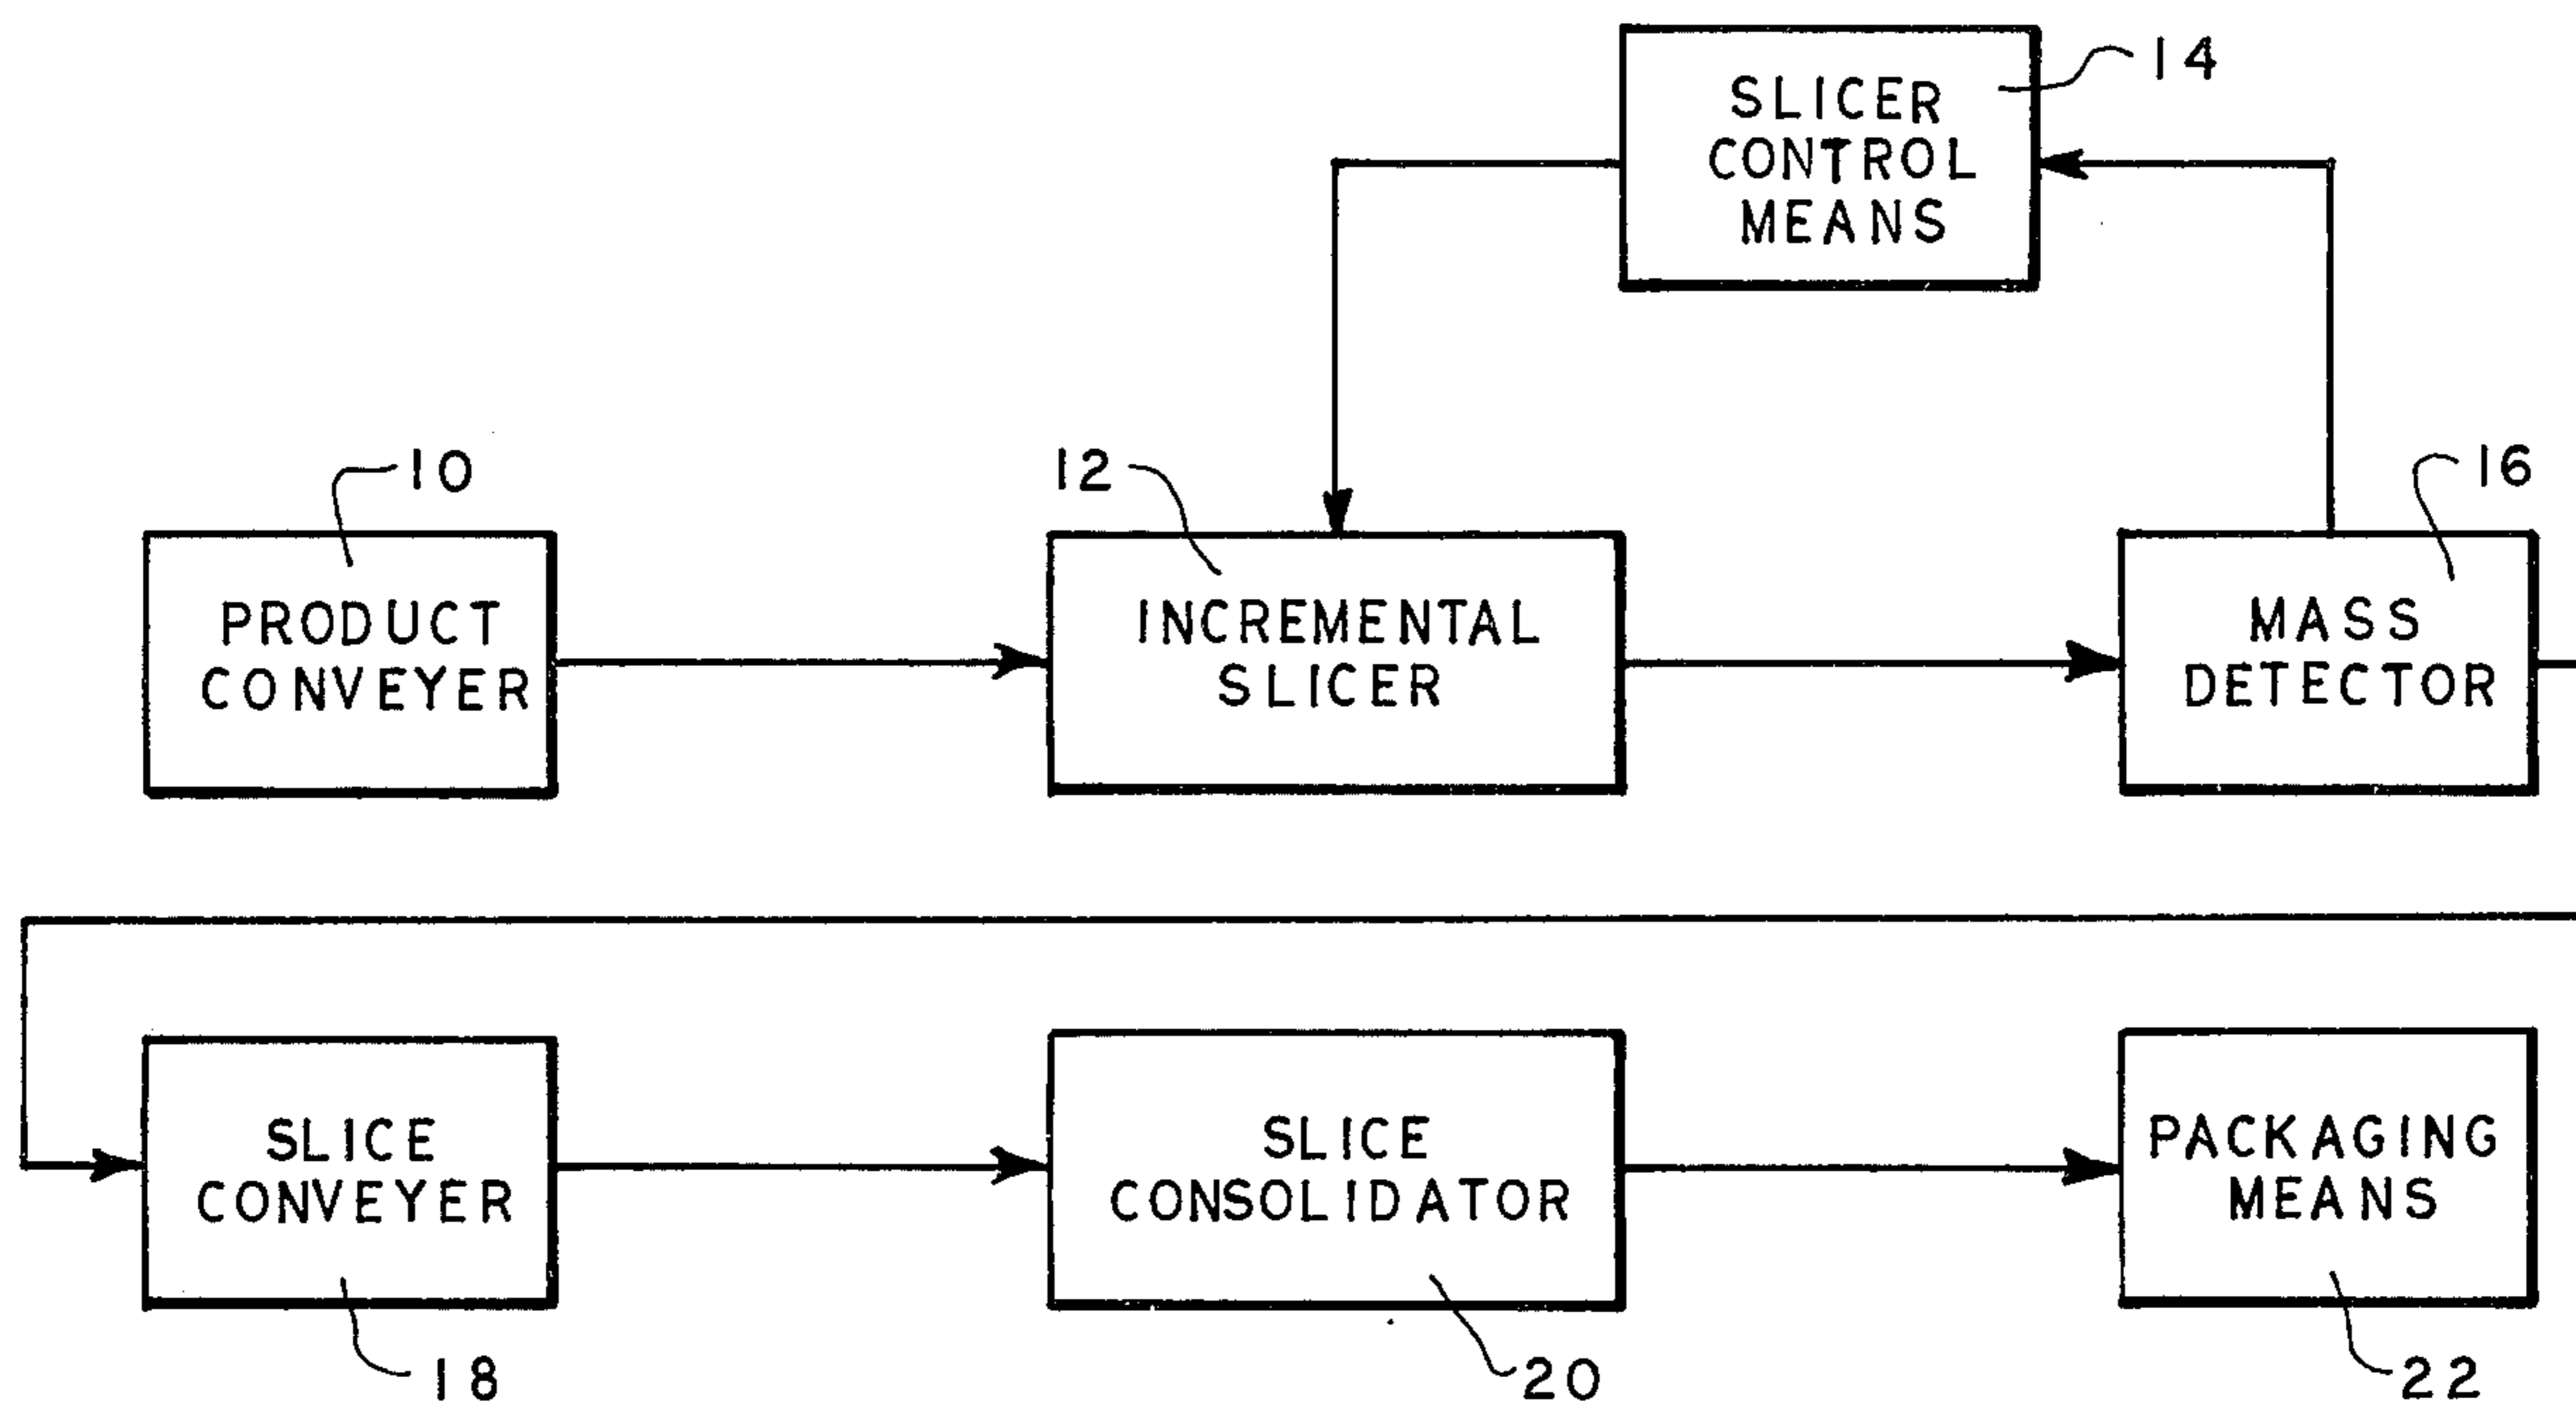 SLICER
CONTROL
MEANS
14
10
12
16
PRODUCT
CONVEYER
INCREMENTAL
SLICER
MASS
DETECTOR
SLICE
CONVEYER
SLICE
CONSOLIDATOR
PACKAGING
MEANS
18
20
22